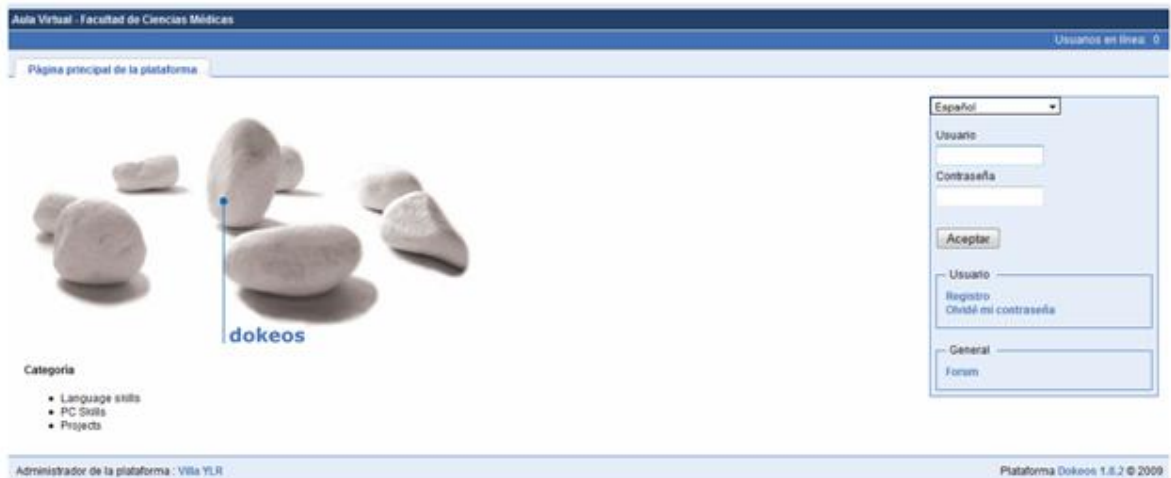 Aula Virtual - Facultad de Ciencias Médicas
Usuarios en línea: 0
Página principal de la plataforma
dokeos
Categoría
Language skills
PC Skills
Projects
Español
Usuario
Contraseña
Aceptar
Usuario
Registro
Olvidé mi contraseña
General
Forum
Administrador de la plataforma : Villa YLR
Plataforma Dokeos 1.8.2 © 2009